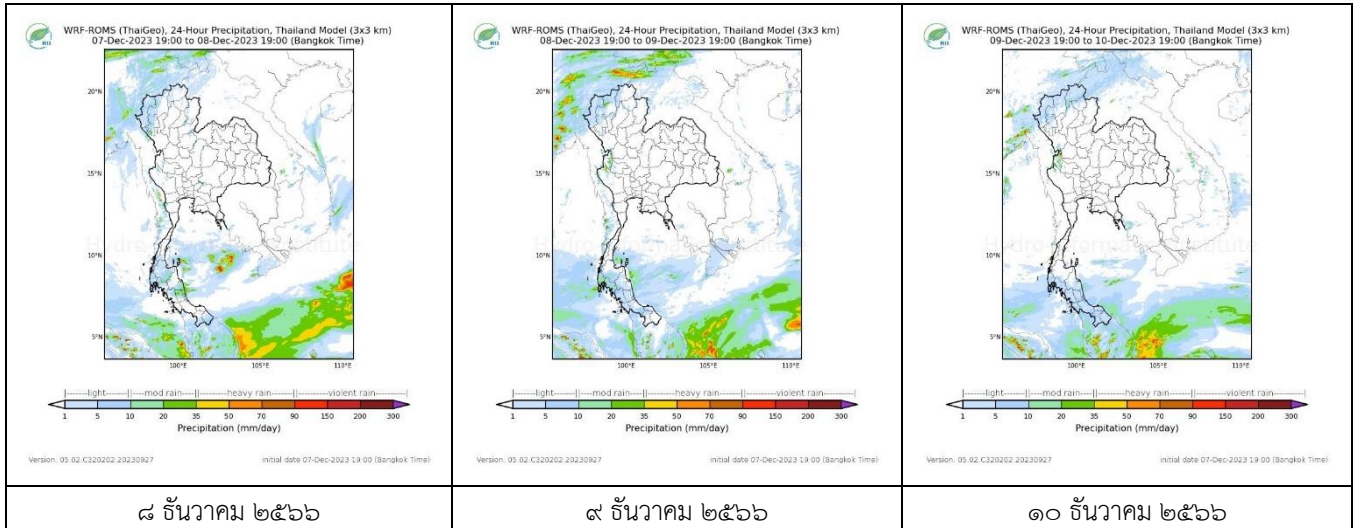 WRF-ROMS (ThaiGeo), 24-Hour Precipitation, Thailand Model (3x3 km)
07-Dec-2023 19:00 to 08-Dec-2023 19:00 (Bangkok Time)
20°N
15°N
10°N
5°N
100°E
105°E
110°E
light
mod rain
heavy rain
violent rain
1 5 10 20 35 50 70 90 150 200 300
Precipitation (mm/day)
Version: 05.02.C320202.20230927
initial date 07-Dec-2023 19:00 (Bangkok Time)
๘ ธันวาคม ๒๕๖๖
WRF-ROMS (ThaiGeo), 24-Hour Precipitation, Thailand Model (3x3 km)
08-Dec-2023 19:00 to 09-Dec-2023 19:00 (Bangkok Time)
20°N
15°N
10°N
5°N
100°E
105°E
110°E
light
mod rain
heavy rain
violent rain
1 5 10 20 35 50 70 90 150 200 300
Precipitation (mm/day)
Version: 05.02.C320202.20230927
initial date 07-Dec-2023 19:00 (Bangkok Time)
๙ ธันวาคม ๒๕๖๖
WRF-ROMS (ThaiGeo), 24-Hour Precipitation, Thailand Model (3x3 km)
09-Dec-2023 19:00 to 10-Dec-2023 19:00 (Bangkok Time)
20°N
15°N
10°N
5°N
100°E
105°E
110°E
light
mod rain
heavy rain
violent rain
1 5 10 20 35 50 70 90 150 200 300
Precipitation (mm/day)
Version: 05.02.C320202.20230927
initial date 07-Dec-2023 19:00 (Bangkok Time)
๑๐ ธันวาคม ๒๕๖๖